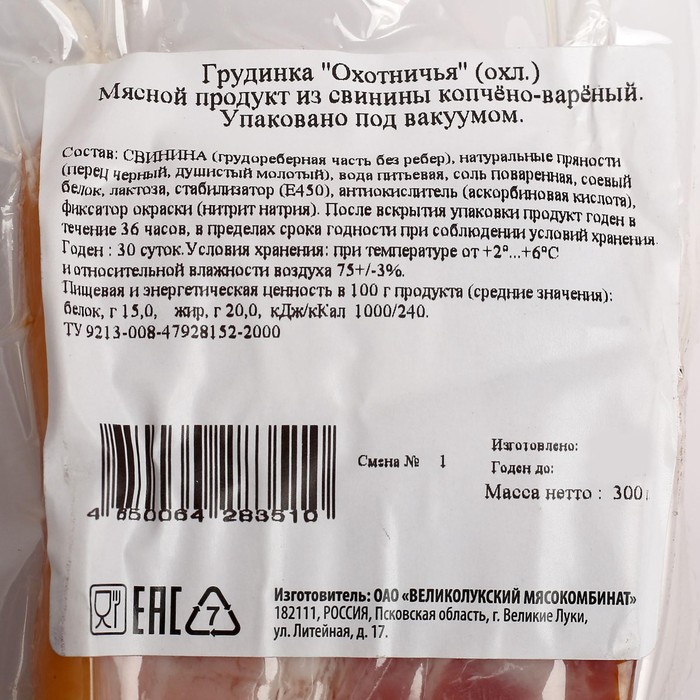 Грудинка "Охотничья" (охл.)
Мясной продукт из свинины копчёно-варёный.
Упаковано под вакуумом.
Состав: СВИНИНА (грудореберная часть без ребер), натуральные пряности
(перец черный, душистый молотый), вода питьевая, соль поваренная, соевый
белок, лактоза, стабилизатор (Е450), антиокислитель (аскорбиновая кислота),
фиксатор окраски (нитрит натрия). После вскрытия упаковки продукт годен в
течение 36 часов, в пределах срока годности при соблюдении условий хранения.
Годен : 30 суток.Условия хранения: при температуре от +2°...+6°С
и относительной влажности воздуха 75+/-3%.
Пищевая и энергетическая ценность в 100 г продукта (средние значения):
белок, г 15,0, жир, г 20,0, кДж/кКал 1000/240.
ТУ 9213-008-47928152-2000
Изготовлено:
Смена № 1
Годен до:
Масса нетто : 300г
4 650064 283510
EAC 7
Изготовитель: ОАО «ВЕЛИКОЛУКСКИЙ МЯСОКОМБИНАТ»
182111, РОССИЯ, Псковская область, г. Великие Луки,
ул. Литейная, д. 17.